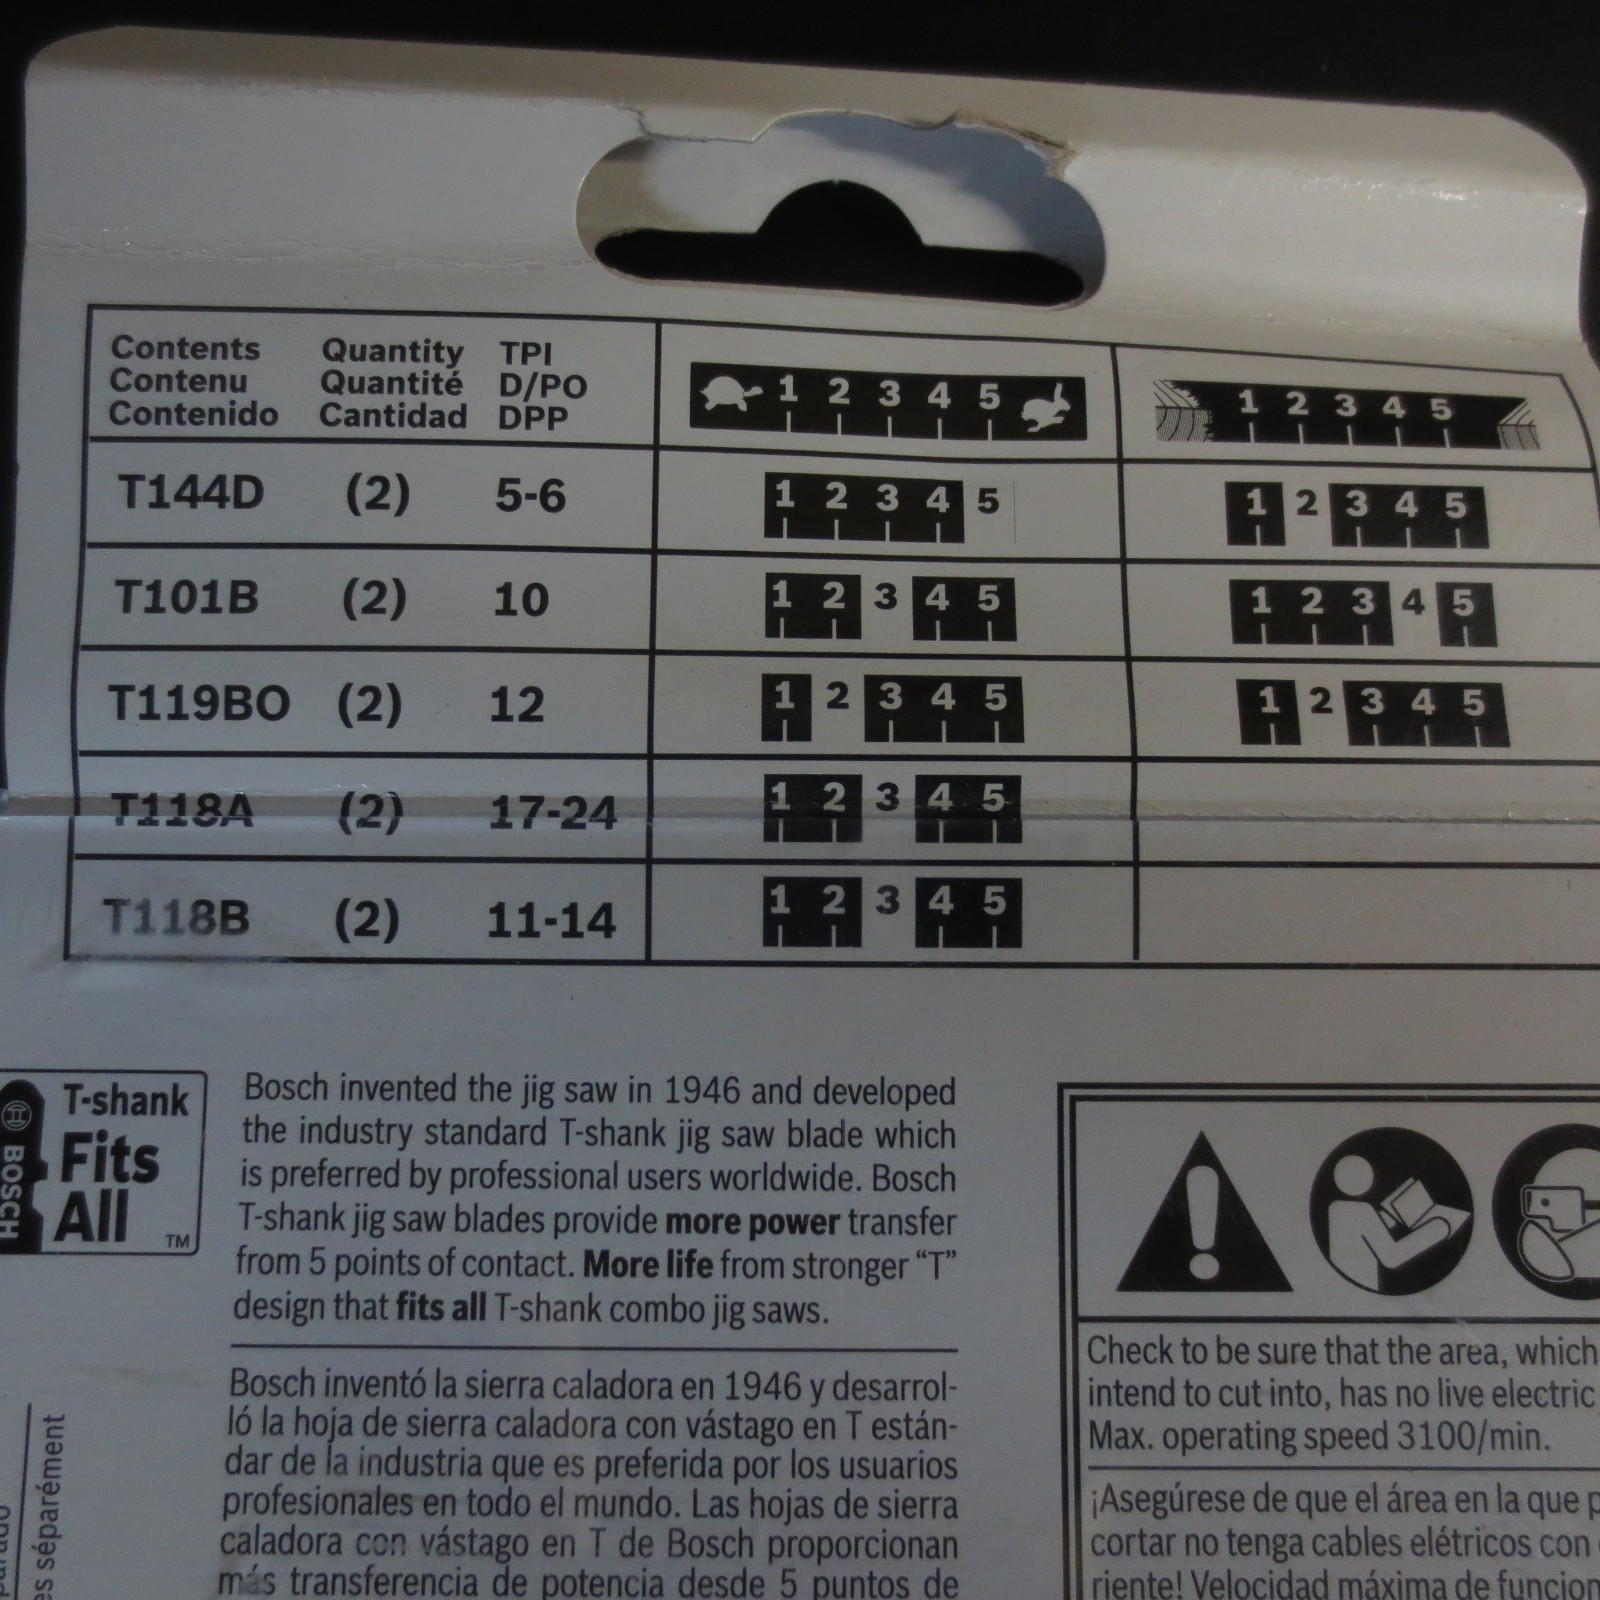 Contents Quantity TPI
Contenu Quantité D/PO
Contenido Cantidad DPP
1 2 3 4 5
1 2 3 4 5
T144D (2) 5-6 1 2 3 4 5 1 2 3 4 5
T101B (2) 10 1 2 3 4 5 1 2 3 4 5
T119BO (2) 12 1 2 3 4 5 1 2 3 4 5
T118A (2) 17-24 1 2 3 4 5
T118B (2) 11-14 1 2 3 4 5
BOSCH
T-shank
Fits
All
TM
Bosch invented the jig saw in 1946 and developed
the industry standard T-shank jig saw blade which
is preferred by professional users worldwide. Bosch
T-shank jig saw blades provide more power transfer
from 5 points of contact. More life from stronger “T”
design that fits all T-shank combo jig saws.
Bosch inventó la sierra caladora en 1946 y desarrol-
ló la hoja de sierra caladora con vástago en T están-
dar de la industria que es preferida por los usuarios
profesionales en todo el mundo. Las hojas de sierra
caladora con vástago en T de Bosch proporcionan
más transferencia de potencia desde 5 puntos de
Check to be sure that the area, which
intend to cut into, has no live electric
Max. operating speed 3100/min.
¡Asegúrese de que el área en la que
cortar no tenga cables elétricos con
riente! Velocidad máxima de funcion
séparément